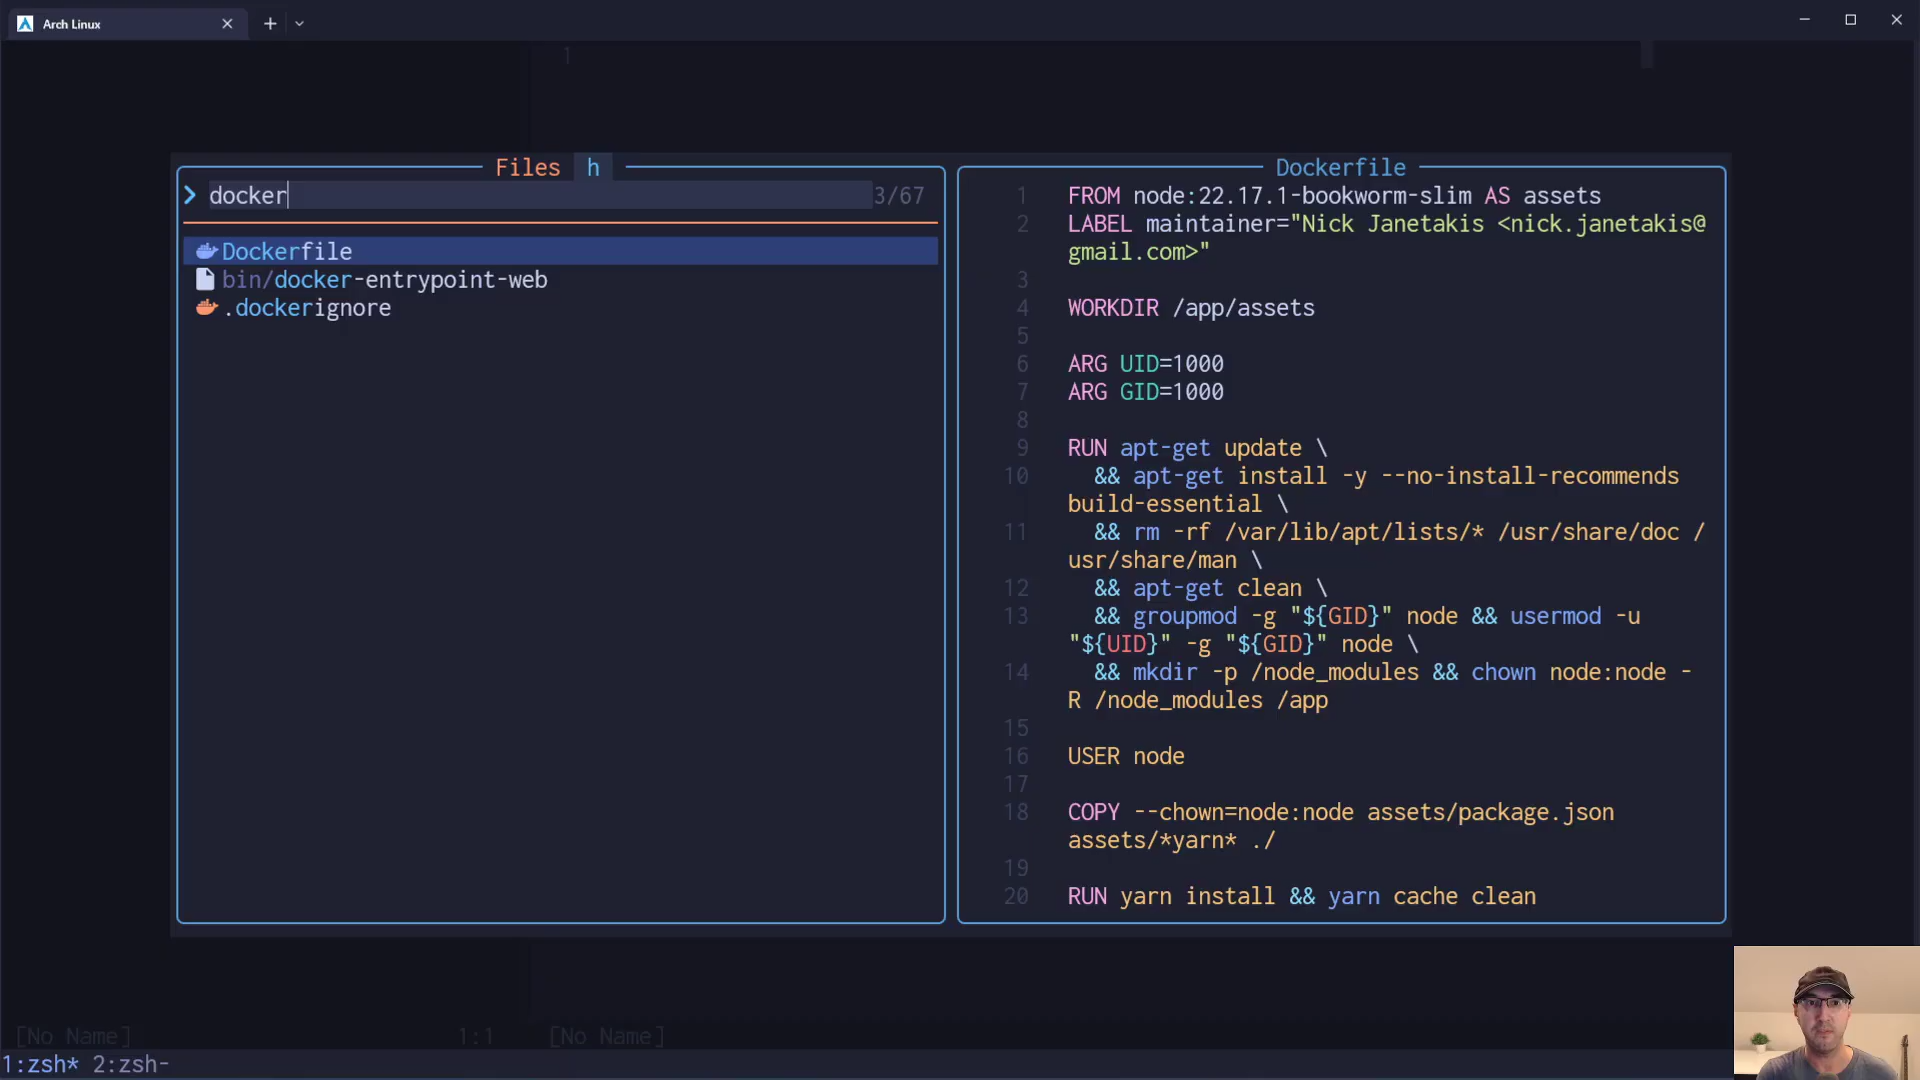 Arch Linux
1
Files h
docker 3/67
Dockerfile
bin/docker-entrypoint-web
.dockerignore
Dockerfile
1 FROM node:22.17.1-bookworm-slim AS assets
2 LABEL maintainer="Nick Janetakis <nick.janetakis@
gmail.com>"
3
4 WORKDIR /app/assets
5
6 ARG UID=1000
7 ARG GID=1000
8
9 RUN apt-get update \
10 && apt-get install -y --no-install-recommends
build-essential \
11 && rm -rf /var/lib/apt/lists/* /usr/share/doc /
usr/share/man \
12 && apt-get clean \
13 && groupmod -g "${GID}" node && usermod -u
"${UID}" -g "${GID}" node \
14 && mkdir -p /node_modules && chown node:node -
R /node_modules /app
15
16 USER node
17
18 COPY --chown=node:node assets/package.json
assets/*yarn* ./
19
20 RUN yarn install && yarn cache clean
[No Name] 1:1 [No Name]
1:zsh* 2:zsh-